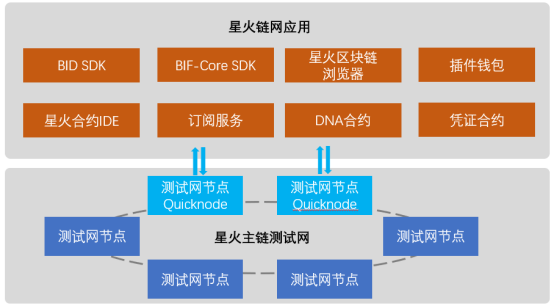 星火链网应用
BID SDK
BIF-Core SDK
星火区块链
浏览器
插件钱包
星火合约IDE
订阅服务
DNA合约
凭证合约
测试网节点
Quicknode
测试网节点
Quicknode
测试网节点
星火主链测试网
测试网节点
测试网节点
测试网节点